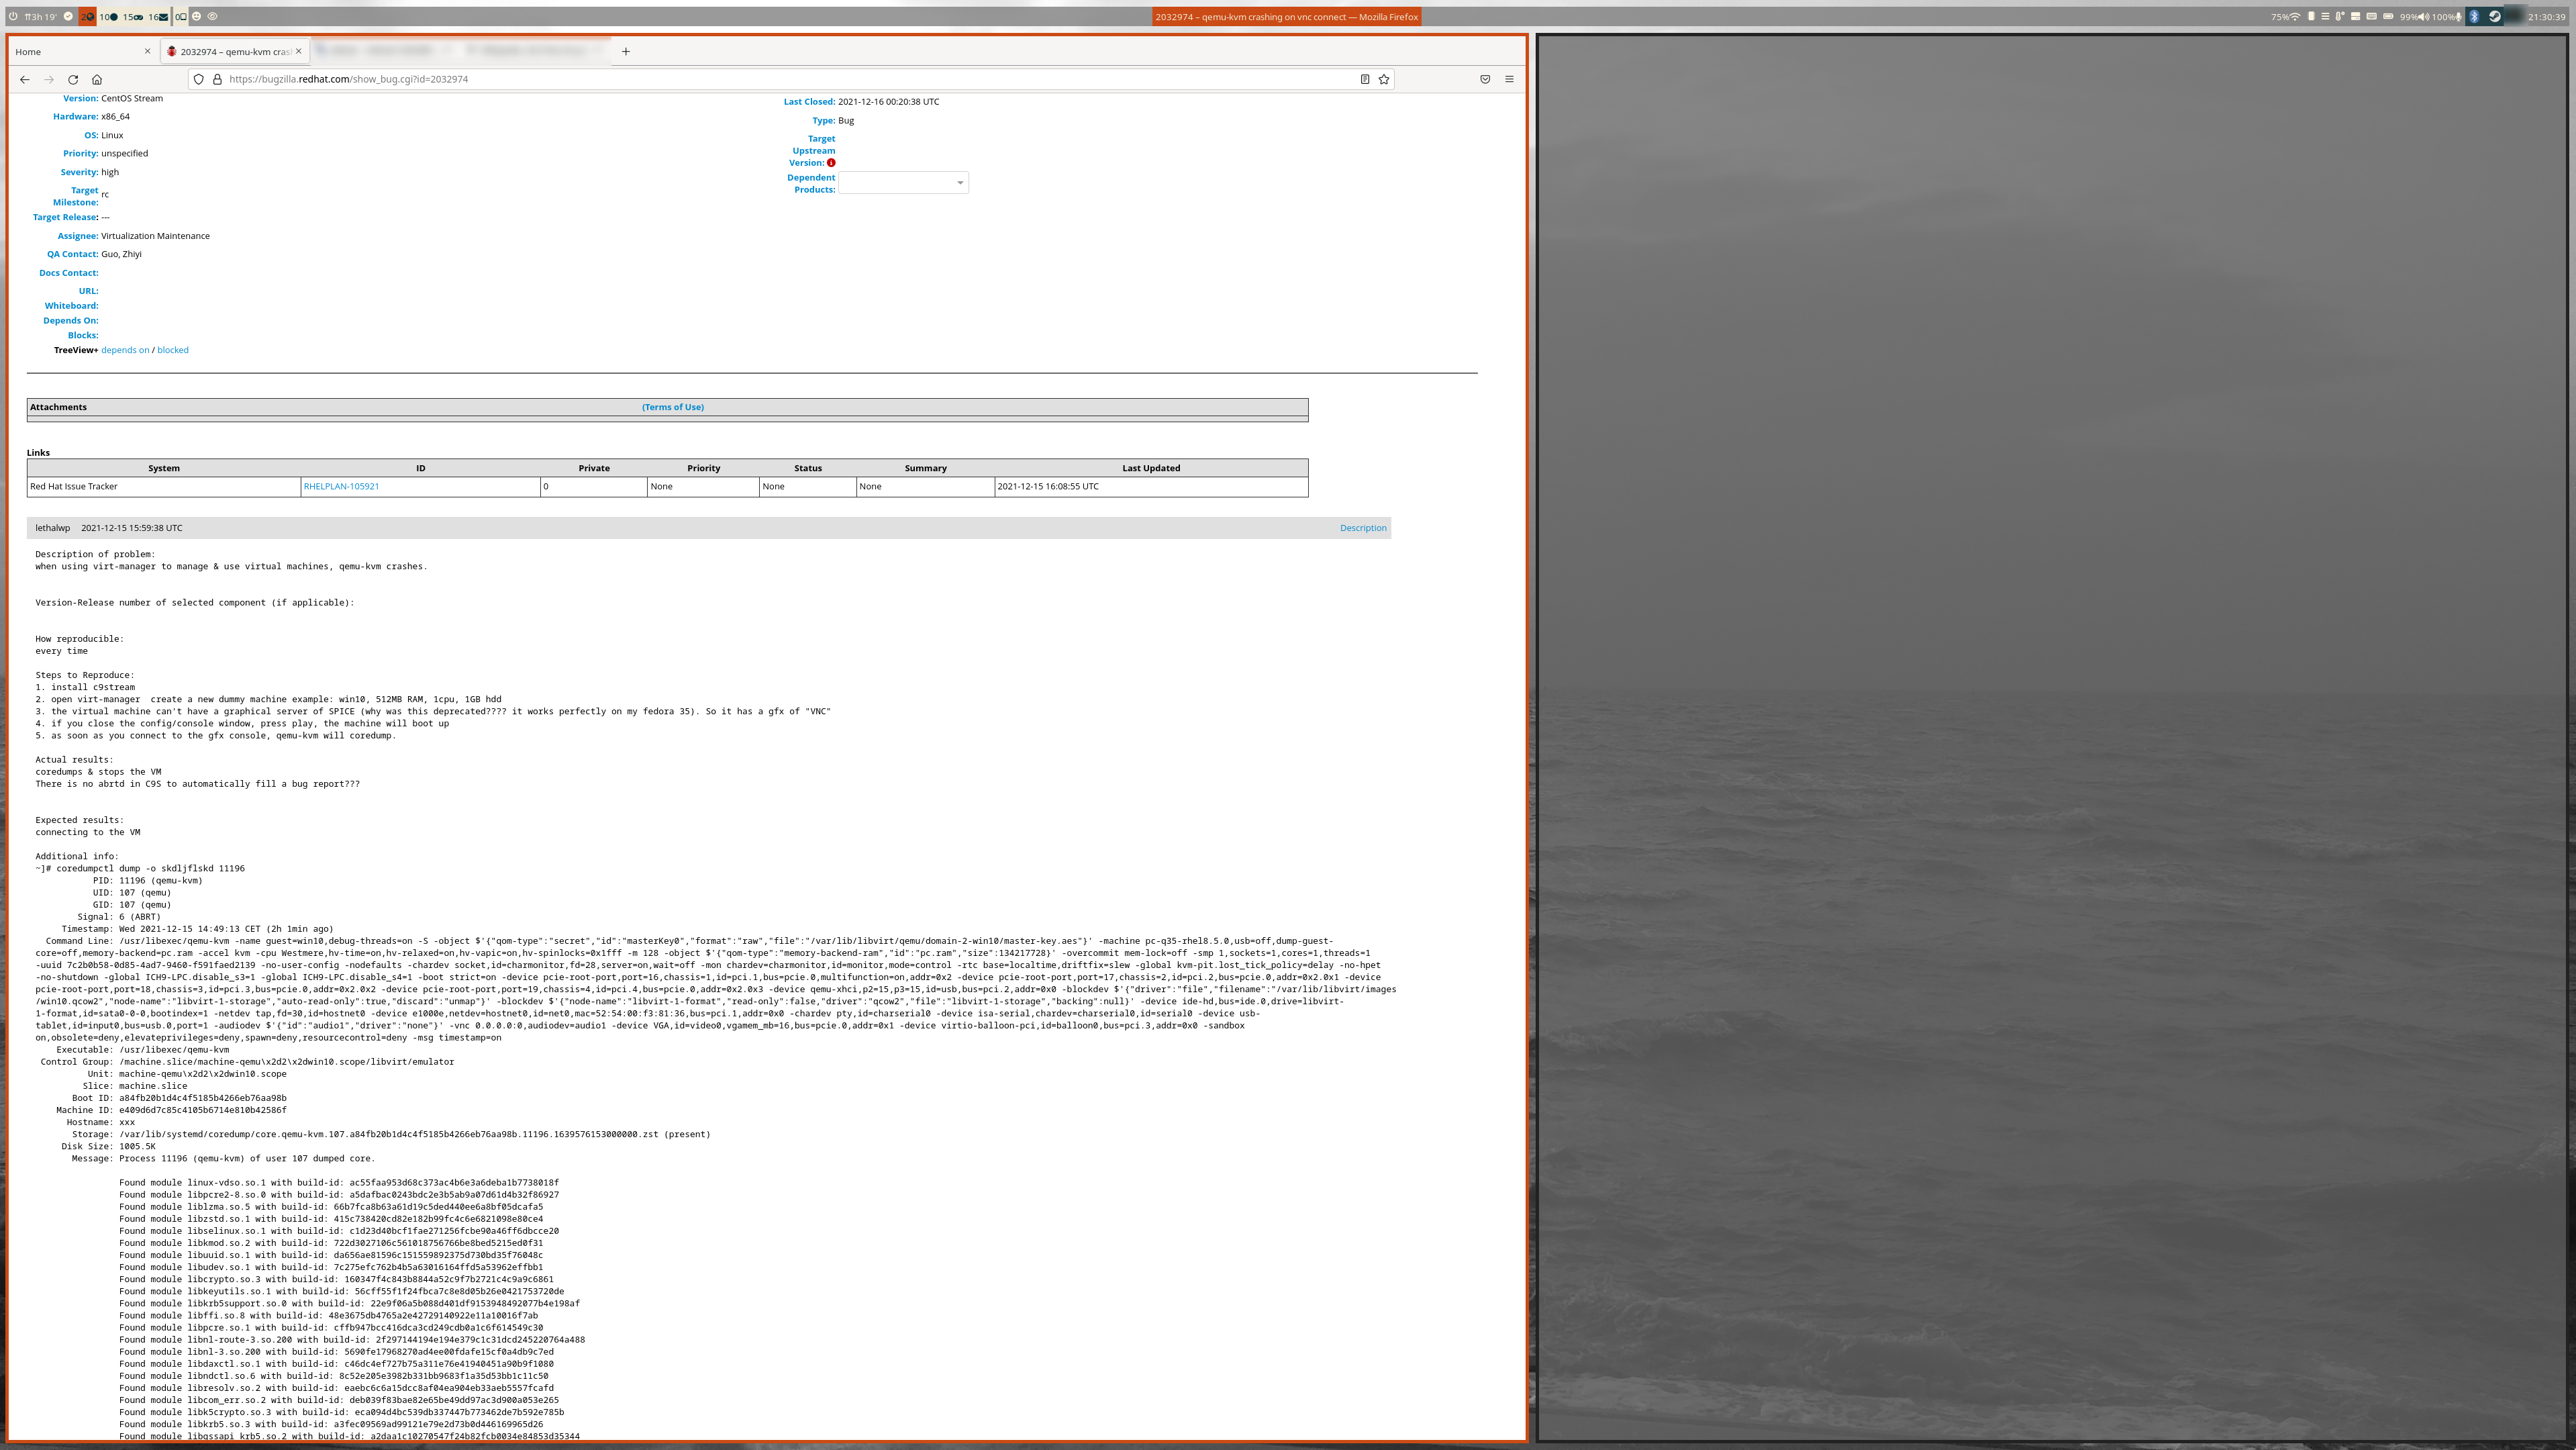 3h 19'
10
15
16
0
2032974 – qemu-kvm crashing on vnc connect — Mozilla Firefox
75%
99%
100%
21:30:39
Home
2032974 – qemu-kvm cras
https://bugzilla.redhat.com/show_bug.cgi?id=2032974
Version: CentOS Stream
Hardware: x86_64
OS: Linux
Priority: unspecified
Severity: high
Target
Milestone: rc
Target Release: ---
Assignee: Virtualization Maintenance
QA Contact: Guo, Zhiyi
Docs Contact:
URL:
Whiteboard:
Depends On:
Blocks:
TreeView+ depends on / blocked
Last Closed: 2021-12-16 00:20:38 UTC
Type: Bug
Target
Upstream
Version:
Dependent
Products:
Attachments (Terms of Use)
Links
System ID Private Priority Status Summary Last Updated
Red Hat Issue Tracker RHELPLAN-105921 0 None None None 2021-12-15 16:08:55 UTC
lethalwp 2021-12-15 15:59:38 UTC Description
Description of problem:
when using virt-manager to manage & use virtual machines, qemu-kvm crashes.
Version-Release number of selected component (if applicable):
How reproducible:
every time
Steps to Reproduce:
1. install c9stream
2. open virt-manager  create a new dummy machine example: win10, 512MB RAM, 1cpu, 1GB hdd
3. the virtual machine can't have a graphical server of SPICE (why was this deprecated???? it works perfectly on my fedora 35). So it has a gfx of "VNC"
4. if you close the config/console window, press play, the machine will boot up
5. as soon as you connect to the gfx console, qemu-kvm will coredump.
Actual results:
coredumps & stops the VM
There is no abrtd in C9S to automatically fill a bug report???
Expected results:
connecting to the VM
Additional info:
~]# coredumpctl dump -o skdljflskd 11196
PID: 11196 (qemu-kvm)
UID: 107 (qemu)
GID: 107 (qemu)
Signal: 6 (ABRT)
Timestamp: Wed 2021-12-15 14:49:13 CET (2h 1min ago)
Command Line: /usr/libexec/qemu-kvm -name guest=win10,debug-threads=on -S -object $'{"qom-type":"secret","id":"masterKey0","format":"raw","file":"/var/lib/libvirt/qemu/domain-2-win10/master-key.aes"}' -machine pc-q35-rhel8.5.0,usb=off,dump-guest-
core=off,memory-backend=pc.ram -accel kvm -cpu Westmere,hv-time=on,hv-relaxed=on,hv-vapic=on,hv-spinlocks=0x1fff -m 128 -object $'{"qom-type":"memory-backend-ram","id":"pc.ram","size":134217728}' -overcommit mem-lock=off -smp 1,sockets=1,cores=1,threads=1
-uuid 7c2b0b58-0d85-4ad7-9460-f591faed2139 -no-user-config -nodefaults -chardev socket,id=charmonitor,fd=28,server=on,wait=off -mon chardev=charmonitor,id=monitor,mode=control -rtc base=localtime,driftfix=slew -global kvm-pit.lost_tick_policy=delay -no-hpet
-no-shutdown -global ICH9-LPC.disable_s3=1 -global ICH9-LPC.disable_s4=1 -boot strict=on -device pcie-root-port,port=16,chassis=1,id=pci.1,bus=pcie.0,multifunction=on,addr=0x2 -device pcie-root-port,port=17,chassis=2,id=pci.2,bus=pcie.0,addr=0x2.0x1 -device
pcie-root-port,port=18,chassis=3,id=pci.3,bus=pcie.0,addr=0x2.0x2 -device pcie-root-port,port=19,chassis=4,id=pci.4,bus=pcie.0,addr=0x2.0x3 -device qemu-xhci,p2=15,p3=15,id=usb,bus=pci.2,addr=0x0 -blockdev $'{"driver":"file","filename":"/var/lib/libvirt/images
/win10.qcow2","node-name":"libvirt-1-storage","auto-read-only":true,"discard":"unmap"}' -blockdev $'{"node-name":"libvirt-1-format","read-only":false,"driver":"qcow2","file":"libvirt-1-storage","backing":null}' -device ide-hd,bus=ide.0,drive=libvirt-
1-format,id=sata0-0-0,bootindex=1 -netdev tap,fd=30,id=hostnet0 -device e1000e,netdev=hostnet0,id=net0,mac=52:54:00:f3:81:36,bus=pci.1,addr=0x0 -chardev pty,id=charserial0 -device isa-serial,chardev=charserial0,id=serial0 -device usb-
tablet,id=input0,bus=usb.0,port=1 -audiodev $'{"id":"audio1","driver":"none"}' -vnc 0.0.0.0:0,audiodev=audio1 -device VGA,id=video0,vgamem_mb=16,bus=pcie.0,addr=0x1 -device virtio-balloon-pci,id=balloon0,bus=pci.3,addr=0x0 -sandbox
on,obsolete=deny,elevateprivileges=deny,spawn=deny,resourcecontrol=deny -msg timestamp=on
Executable: /usr/libexec/qemu-kvm
Control Group: /machine.slice/machine-qemu\x2d2\x2dwin10.scope/libvirt/emulator
Unit: machine-qemu\x2d2\x2dwin10.scope
Slice: machine.slice
Boot ID: a84fb20b1d4c4f5185b4266eb76aa98b
Machine ID: e409d6d7c85c4105b6714e810b42586f
Hostname: xxx
Storage: /var/lib/systemd/coredump/core.qemu-kvm.107.a84fb20b1d4c4f5185b4266eb76aa98b.11196.1639576153000000.zst (present)
Disk Size: 1005.5K
Message: Process 11196 (qemu-kvm) of user 107 dumped core.
Found module linux-vdso.so.1 with build-id: ac55faa953d68c373ac4b6e3a6deba1b7738018f
Found module libpcre2-8.so.0 with build-id: a5dafbac0243bdc2e3b5ab9a07d61d4b32f86927
Found module liblzma.so.5 with build-id: 66b7fca8b63a61d19c5ded440ee6a8bf05dcafa5
Found module libzstd.so.1 with build-id: 415c738420cd82e182b99fc4c6e6821098e80ce4
Found module libselinux.so.1 with build-id: c1d23d40bcf1fae271256fcbe90a46ff6dbcce20
Found module libkmod.so.2 with build-id: 722d3027106c561018756766be8bed5215ed0f31
Found module libuuid.so.1 with build-id: da656ae81596c151559892375d730bd35f76048c
Found module libudev.so.1 with build-id: 7c275efc762b4b5a63016164ffd5a53962effbb1
Found module libcrypto.so.3 with build-id: 160347f4c843b8844a52c9f7b2721c4c9a9c6861
Found module libkeyutils.so.1 with build-id: 56cff55f1f24fbca7c8e8d05b26e0421753720de
Found module libkrb5support.so.0 with build-id: 22e9f06a5b088d401df9153948492077b4e198af
Found module libffi.so.8 with build-id: 48e3675db4765a2e42729140922e11a10016f7ab
Found module libpcre.so.1 with build-id: cffb947bcc416dca3cd249cdb0a1c6f614549c30
Found module libnl-route-3.so.200 with build-id: 2f297144194e194e379c1c31dcd245220764a488
Found module libnl-3.so.200 with build-id: 5690fe17968270ad4ee00fdafe15cf0a4db9c7ed
Found module libdaxctl.so.1 with build-id: c46dc4ef727b75a311e76e41940451a90b9f1080
Found module libndctl.so.6 with build-id: 8c52e205e3982b331bb9683f1a35d53bb1c11c50
Found module libresolv.so.2 with build-id: eaebc6c6a15dcc8af04ea904eb33aeb5557fcafd
Found module libcom_err.so.2 with build-id: deb039f83bae82e65be49dd97ac3d900a053e265
Found module libk5crypto.so.3 with build-id: eca094d4bc539db337447b773462de7b592e785b
Found module libkrb5.so.3 with build-id: a3fec09569ad99121e79e2d73b0d446169965d26
Found module libgssapi_krb5.so.2 with build-id: a2daa1c10270547f24b82fcb0034e84853d35344